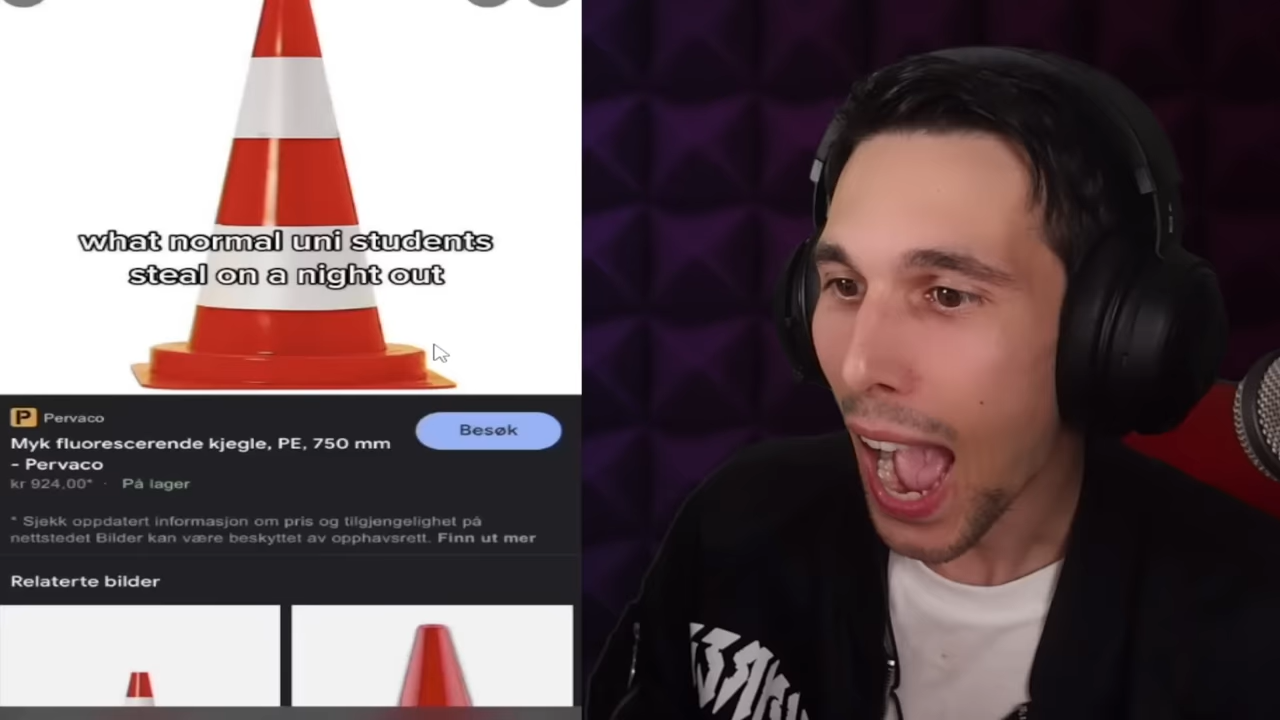 what normal uni students
steal on a night out
P Pervaco
Besøk
Myk fluorescerende kjegle, PE, 750 mm
- Pervaco
kr 924,00* · På lager
* Sjekk oppdatert informasjon om pris og tilgjengelighet på
nettstedet Bilder kan være beskyttet av opphavsrett. Finn ut mer
Relaterte bilder